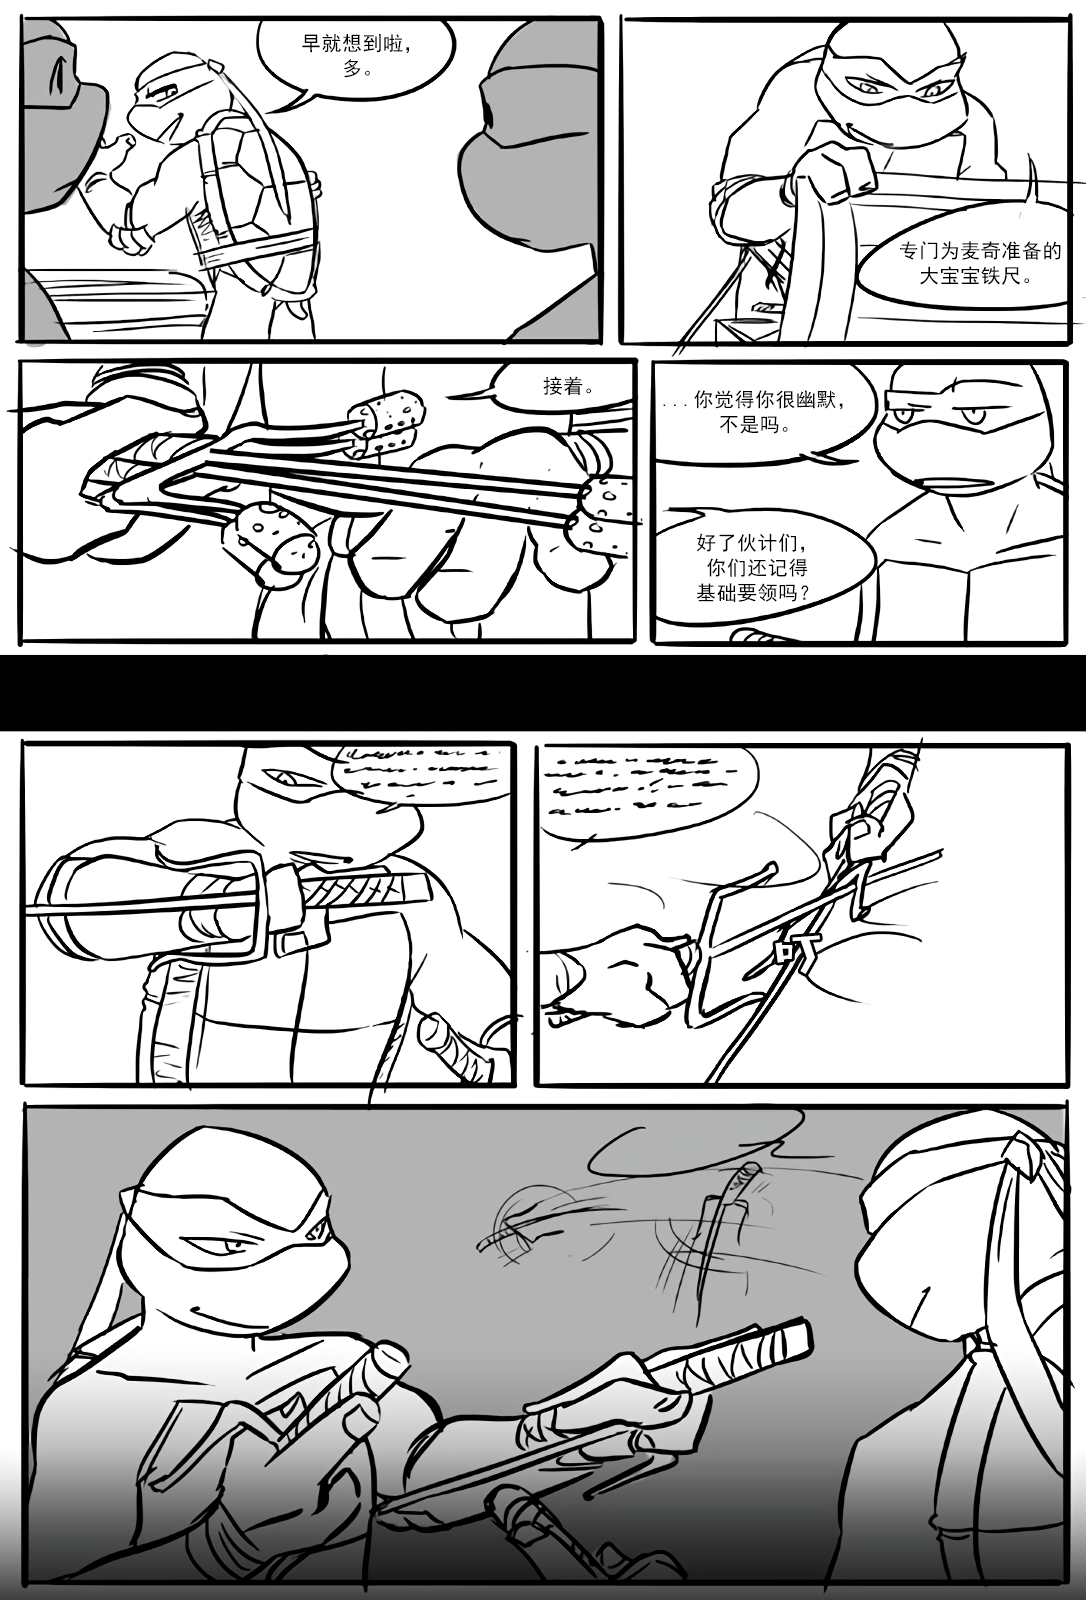 早就想到啦，
多。
专门为麦奇准备的
大宝宝铁尺。
接着。
...你觉得你很幽默，
不是吗。
好了伙计们，
你们还记得
基础要领吗？
叮